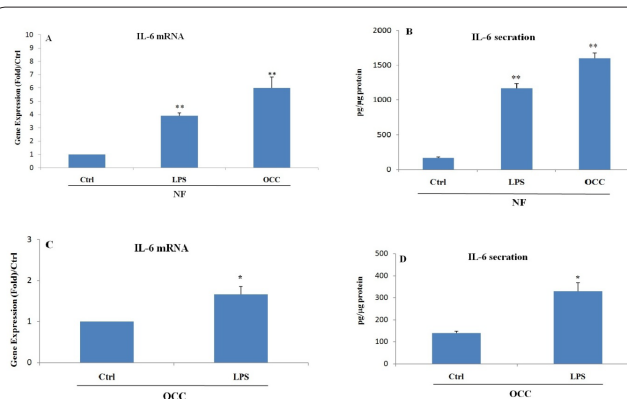 A
IL-6 mRNA
Gene Expression (Fold)/Ctrl
10
9
8
7
6
5
4
3
2
1
0
**
**
Ctrl LPS OCC
NF
B
IL-6 secration
pg/µg protein
2000
1500
1000
500
0
**
**
Ctrl LPS OCC
NF
C
IL-6 mRNA
Gene Expression (Fold)/Ctrl
3
2
1
0
*
Ctrl LPS
OCC
D
IL-6 secration
pg/µg protein
500
400
300
200
100
0
*
Ctrl LPS
OCC